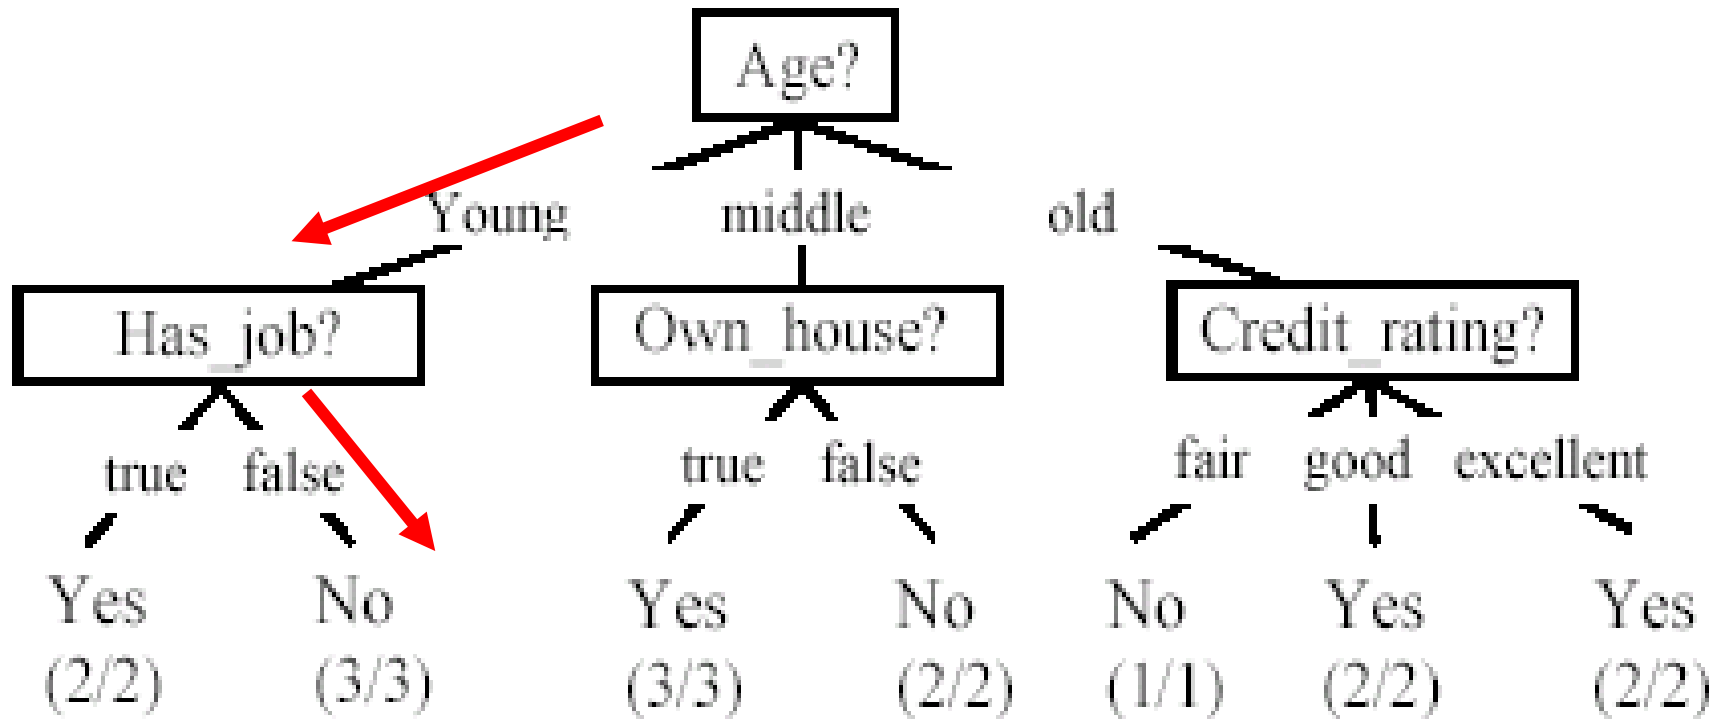 Age?
Young middle old
Has_job? Own_house? Credit_rating?
true false true false fair good excellent
Yes No Yes No No Yes Yes
(2/2) (3/3) (3/3) (2/2) (1/1) (2/2) (2/2)